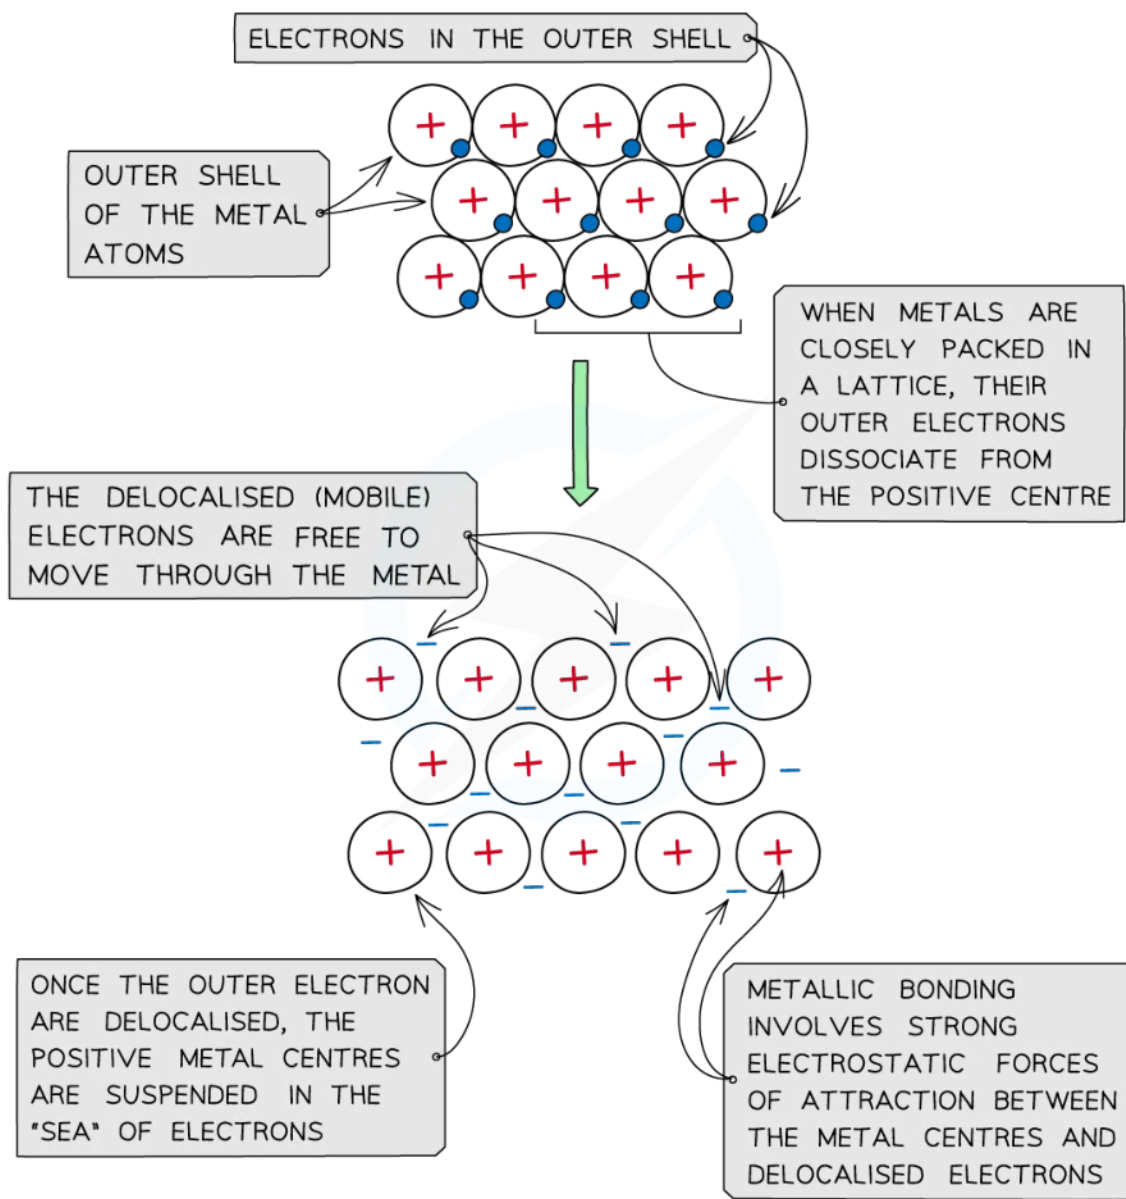 ELECTRONS IN THE OUTER SHELL
OUTER SHELL
OF THE METAL
ATOMS
WHEN METALS ARE
CLOSELY PACKED IN
A LATTICE, THEIR
OUTER ELECTRONS
DISSOCIATE FROM
THE POSITIVE CENTRE
THE DELOCALISED (MOBILE)
ELECTRONS ARE FREE TO
MOVE THROUGH THE METAL
ONCE THE OUTER ELECTRON
ARE DELOCALISED, THE
POSITIVE METAL CENTRES
ARE SUSPENDED IN THE
"SEA" OF ELECTRONS
METALLIC BONDING
INVOLVES STRONG
ELECTROSTATIC FORCES
OF ATTRACTION BETWEEN
THE METAL CENTRES AND
DELOCALISED ELECTRONS